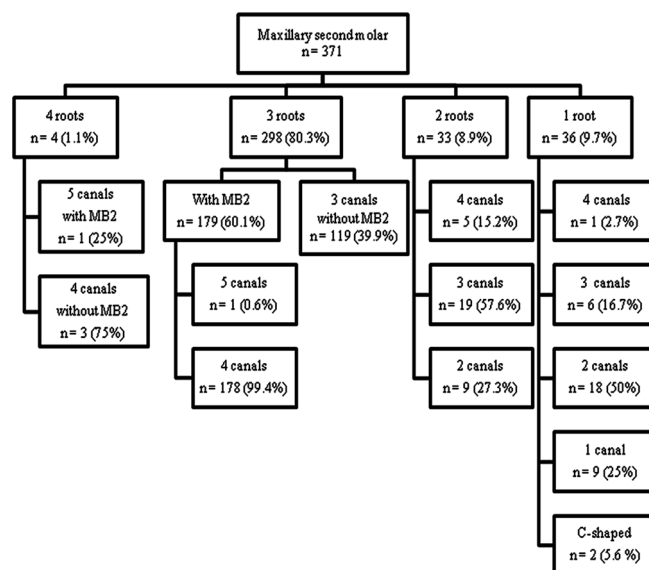 Maxillary second molar
n= 371
4 roots
n= 4 (1.1%)
3 roots
n= 298 (80.3%)
2 roots
n= 33 (8.9%)
1 root
n= 36 (9.7%)
5 canals
with MB2
n= 1 (25%)
4 canals
without MB2
n= 3 (75%)
With MB2
n= 179 (60.1%)
3 canals
without MB2
n= 119 (39.9%)
5 canals
n= 1 (0.6%)
4 canals
n= 178 (99.4%)
4 canals
n= 5 (15.2%)
3 canals
n= 19 (57.6%)
2 canals
n= 9 (27.3%)
4 canals
n= 1 (2.7%)
3 canals
n= 6 (16.7%)
2 canals
n= 18 (50%)
1 canal
n= 9 (25%)
C-shaped
n= 2 (5.6 %)